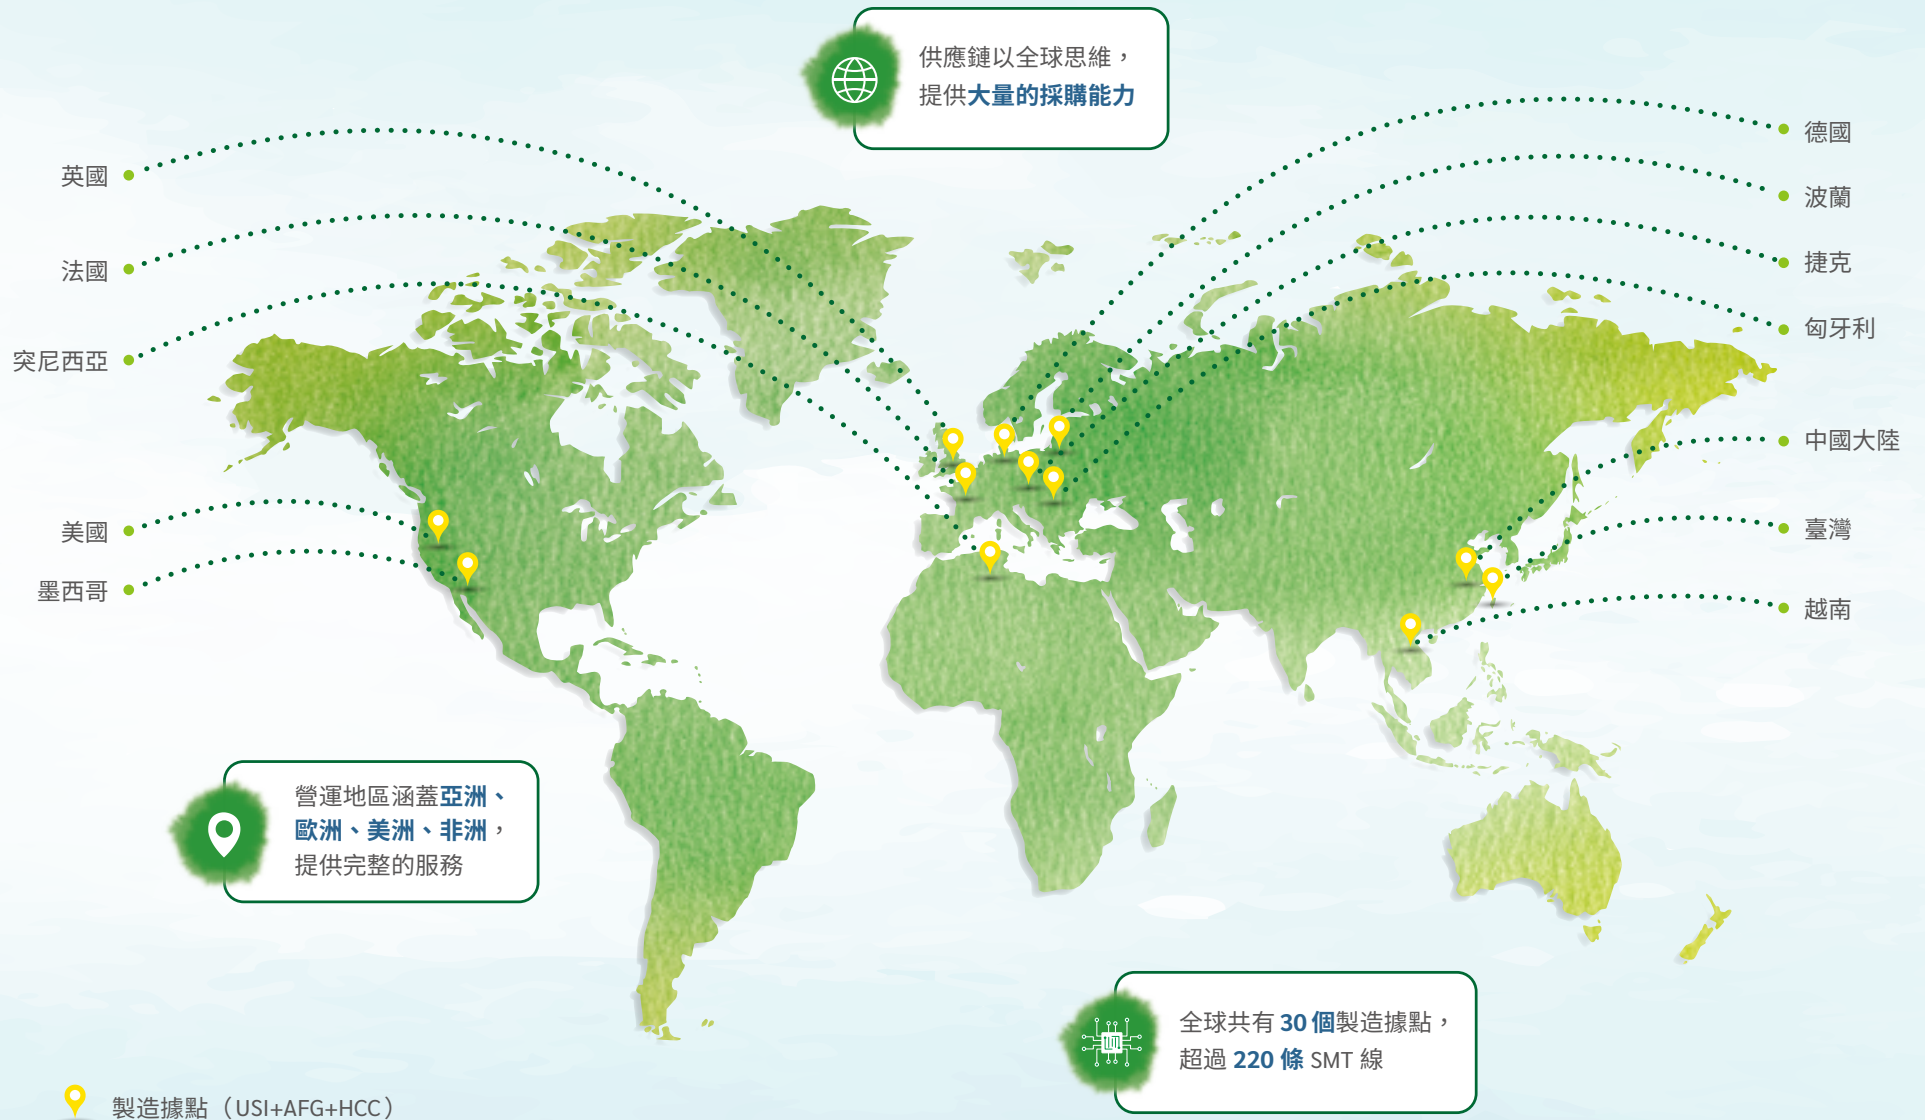 供應鏈以全球思維，
提供大量的採購能力
英國
法國
突尼西亞
美國
墨西哥
德國
波蘭
捷克
匈牙利
中國大陸
臺灣
越南
營運地區涵蓋亞洲、
歐洲、美洲、非洲，
提供完整的服務
全球共有 30 個製造據點，
超過 220 條 SMT 線
製造據點（USI+AFG+HCC）